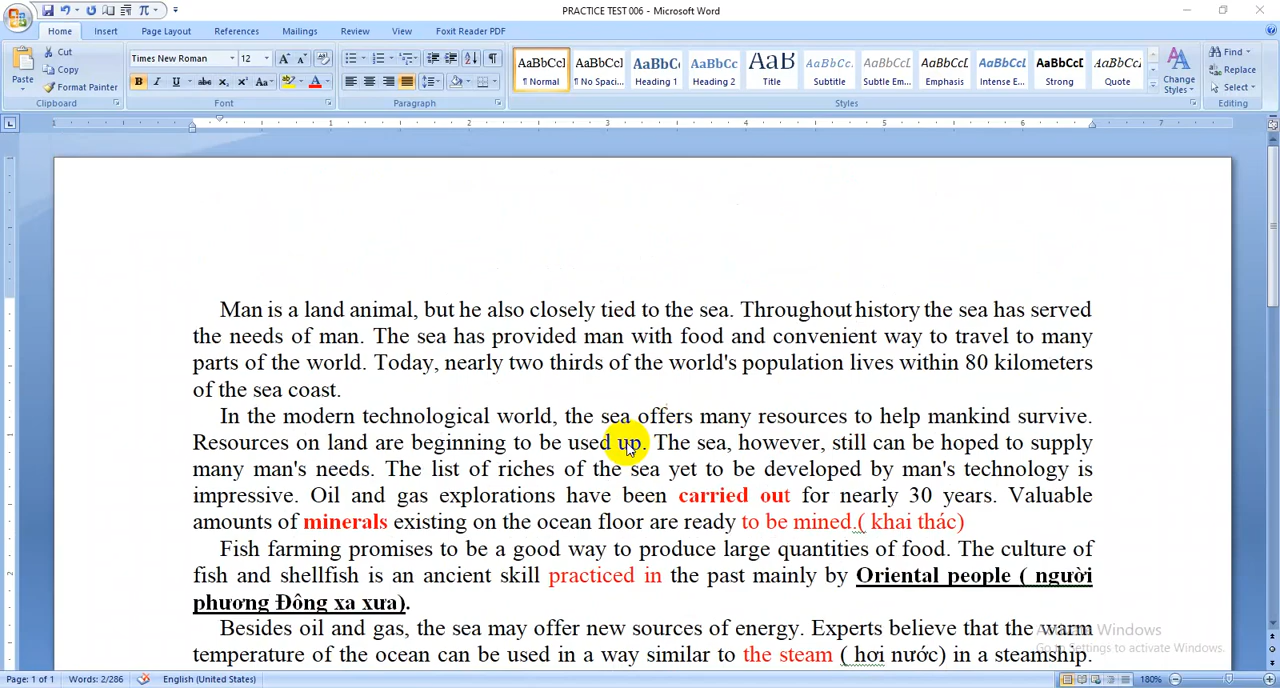 PRACTICE TEST 006 - Microsoft Word
Home Insert Page Layout References Mailings Review View Foxit Reader PDF
Paste Cut Copy Format Painter Clipboard
Times New Roman 12 Font
Paragraph
AaBbCcI ¶ Normal
AaBbCcI ¶ No Spaci...
AaBbCc Heading 1
AaBbCc Heading 2
AaB Title
AaBbCc. Subtitle
AaBbCcL Subtle Em...
AaBbCcL Emphasis
AaBbCcL Intense E...
AaBbCcI Strong
AaBbCcL Quote
Change Styles
Styles
Find Replace Select Editing
Man is a land animal, but he also closely tied to the sea. Throughout history the sea has served
the needs of man. The sea has provided man with food and convenient way to travel to many
parts of the world. Today, nearly two thirds of the world's population lives within 80 kilometers
of the sea coast.
In the modern technological world, the sea offers many resources to help mankind survive.
Resources on land are beginning to be used up. The sea, however, still can be hoped to supply
many man's needs. The list of riches of the sea yet to be developed by man's technology is
impressive. Oil and gas explorations have been carried out for nearly 30 years. Valuable
amounts of minerals existing on the ocean floor are ready to be mined.( khai thác)
Fish farming promises to be a good way to produce large quantities of food. The culture of
fish and shellfish is an ancient skill practiced in the past mainly by Oriental people ( người
phương Đông xa xưa).
Besides oil and gas, the sea may offer new sources of energy. Experts believe that the warm
temperature of the ocean can be used in a way similar to the steam ( hơi nước) in a steamship.
Activate Windows
Go to Settings to activate Windows.
Page: 1 of 1 Words: 2/286 English (United States) 180%